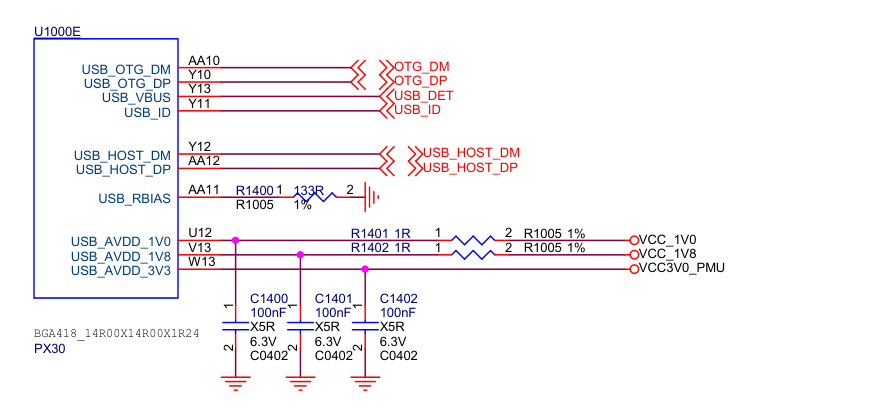 U1000E
USB_OTG_DM AA10 OTG_DM
USB_OTG_DP Y10 OTG_DP
USB_VBUS Y13 USB_DET
USB_ID Y11 USB_ID
USB_HOST_DM Y12 USB_HOST_DM
USB_HOST_DP AA12 USB_HOST_DP
USB_RBIAS AA11 R1400 1 133R 2
R1005 1%
USB_AVDD_1V0 U12 R1401 1R 1 2 R1005 1% VCC_1V0
USB_AVDD_1V8 V13 R1402 1R 1 2 R1005 1% VCC_1V8
USB_AVDD_3V3 W13 VCC3V0_PMU
1 C1400 1 C1401 1 C1402
100nF 100nF 100nF
X5R X5R X5R
2 6.3V 2 6.3V 2 6.3V
C0402 C0402 C0402
BGA418_14R00X14R00X1R24
PX30